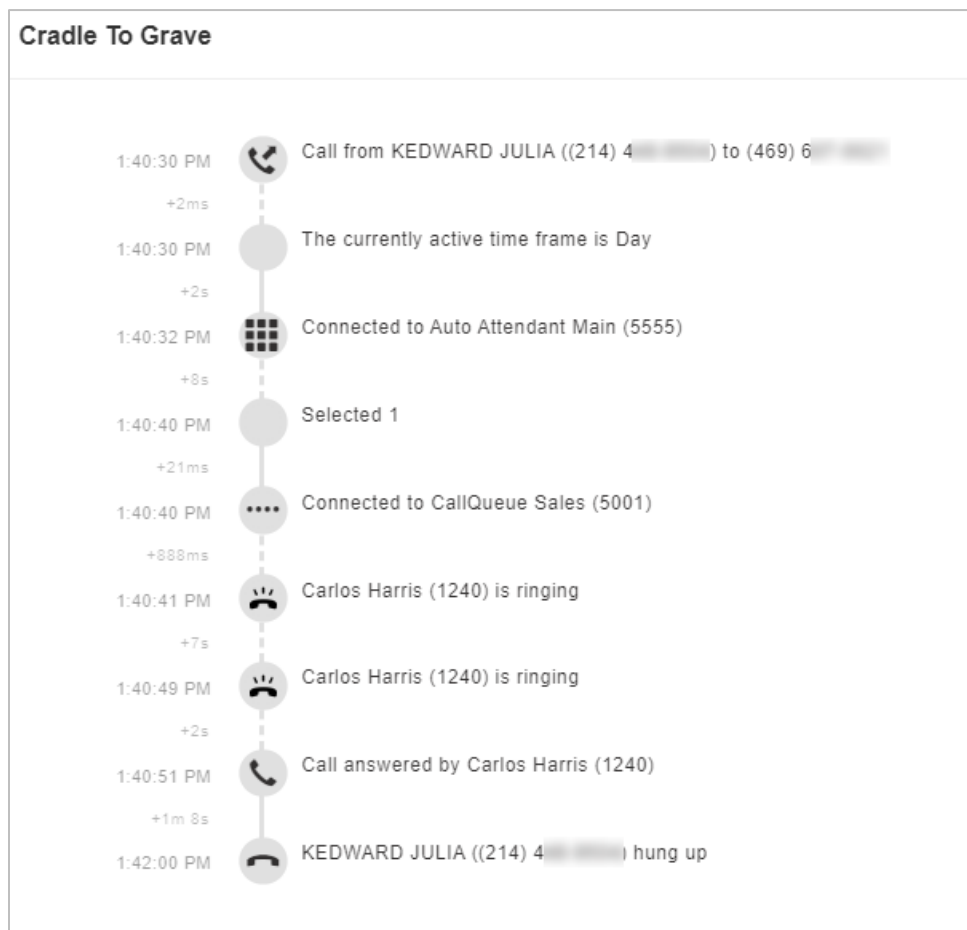 Cradle To Grave
1:40:30 PM Call from KEDWARD JULIA ((214) 4 ) to (469) 6
+2ms
1:40:30 PM The currently active time frame is Day
+2s
1:40:32 PM Connected to Auto Attendant Main (5555)
+8s
1:40:40 PM Selected 1
+21ms
1:40:40 PM Connected to CallQueue Sales (5001)
+888ms
1:40:41 PM Carlos Harris (1240) is ringing
+7s
1:40:49 PM Carlos Harris (1240) is ringing
+2s
1:40:51 PM Call answered by Carlos Harris (1240)
+1m 8s
1:42:00 PM KEDWARD JULIA ((214) 4 ) hung up